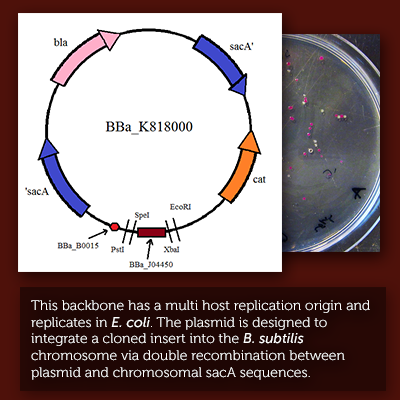 bla
sacA'
BBa_K818000
'sacA
cat
EcoRI
SpeI
BBa_B0015
PstI
XbaI
BBa_J04450
This backbone has a multi host replication origin and
replicates in E. coli. The plasmid is designed to
integrate a cloned insert into the B. subtilis
chromosome via double recombination between
plasmid and chromosomal sacA sequences.